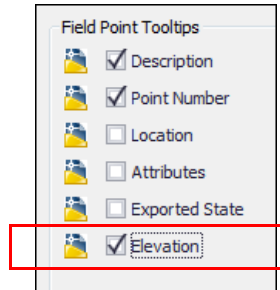 Field Point Tooltips
Description
Point Number
Location
Attributes
Exported State
Elevation